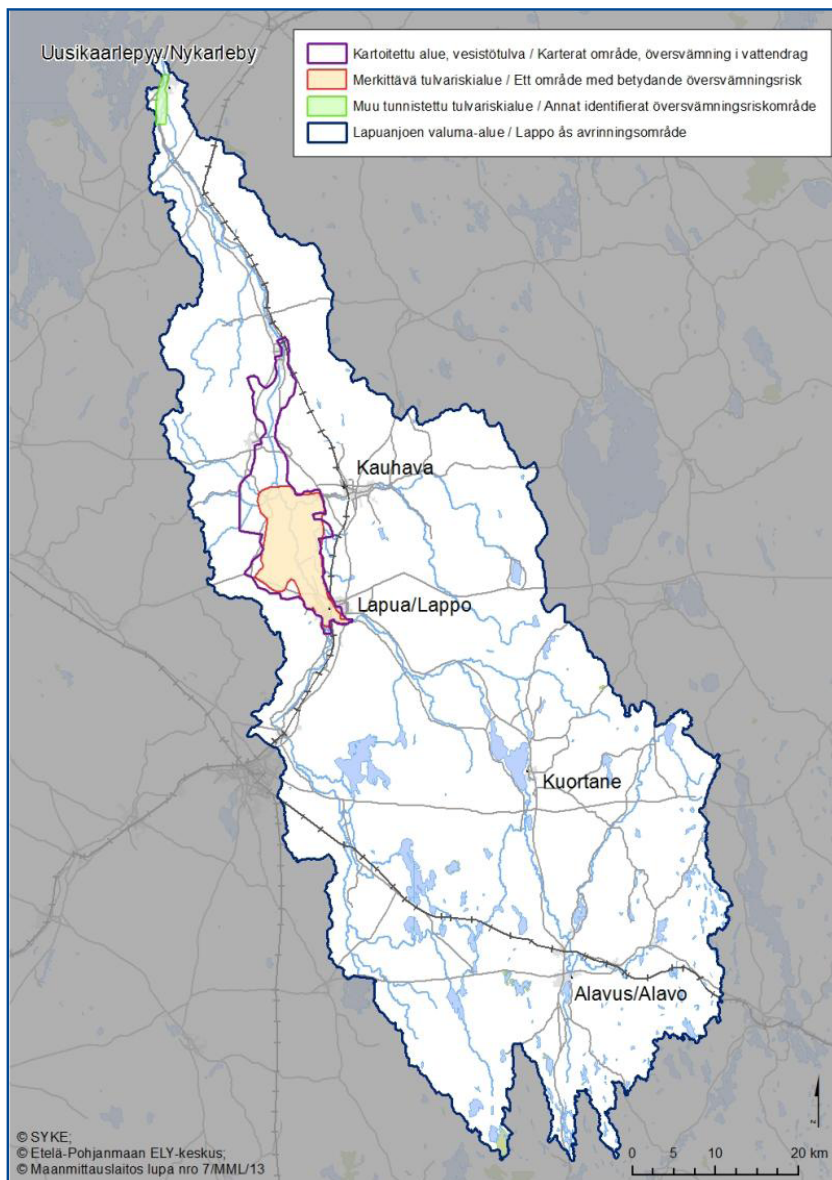 Uusikaarlepyy/Nykarleby
Kartoitettu alue, vesistötulva / Karterat område, översvämning i vattendrag
Merkittävä tulvariskialue / Ett område med betydande översvämningsrisk
Muu tunnistettu tulvariskialue / Annat identifierat översvämningsriskområde
Lapuanjoen valuma-alue / Lappo ås avrinningsområde
Kauhava
Lapua/Lappo
Kuortane
Alavus/Alavo
© SYKE;
© Etelä-Pohjanmaan ELY-keskus;
© Maanmittauslaitos lupa nro 7/MML/13
0 5 10 20 km